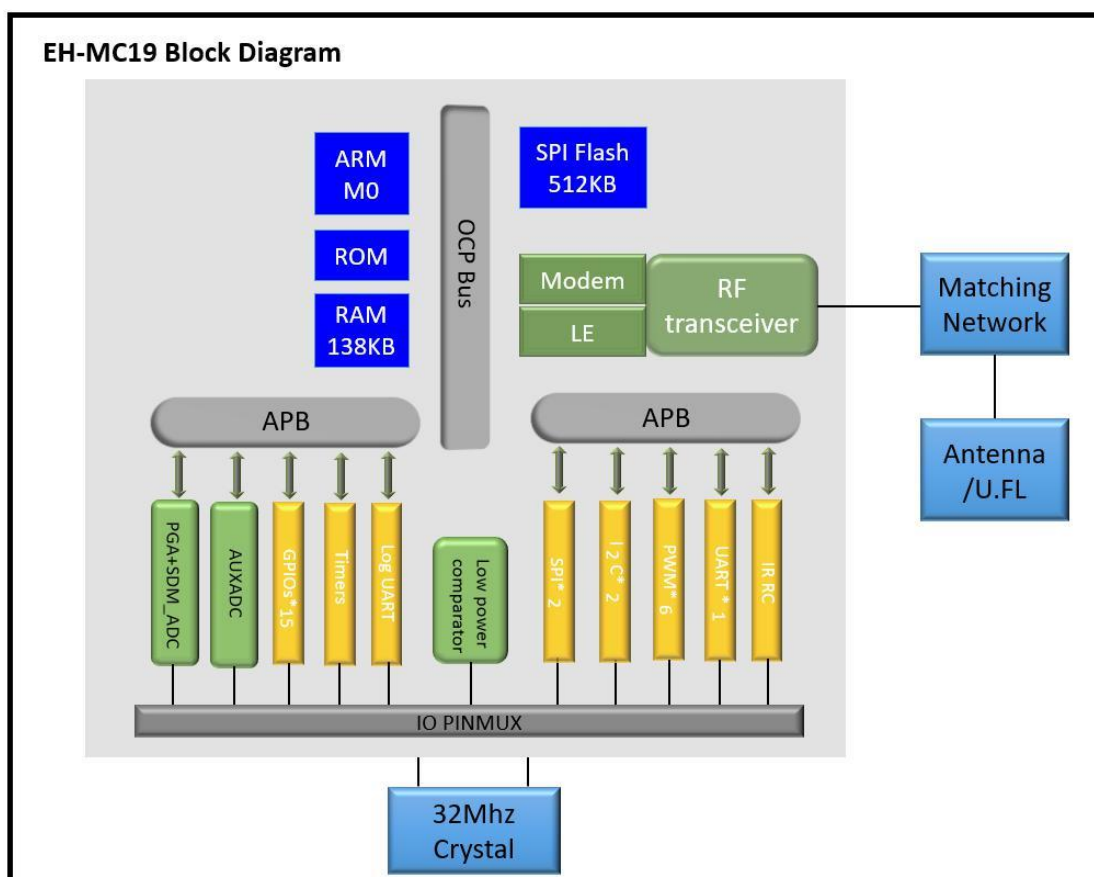 EH-MC19 Block Diagram
ARM
M0
ROM
RAM
138KB
OCP Bus
SPI Flash
512KB
Modem
LE
RF
transceiver
Matching
Network
Antenna
/U.FL
APB
APB
PGA+SDM_ADC
AUXADC
GPIOs*15
Timers
Log UART
Low power
comparator
SPI* 2
I 2 C* 2
PWM* 6
UART * 1
IR RC
IO PINMUX
32Mhz
Crystal